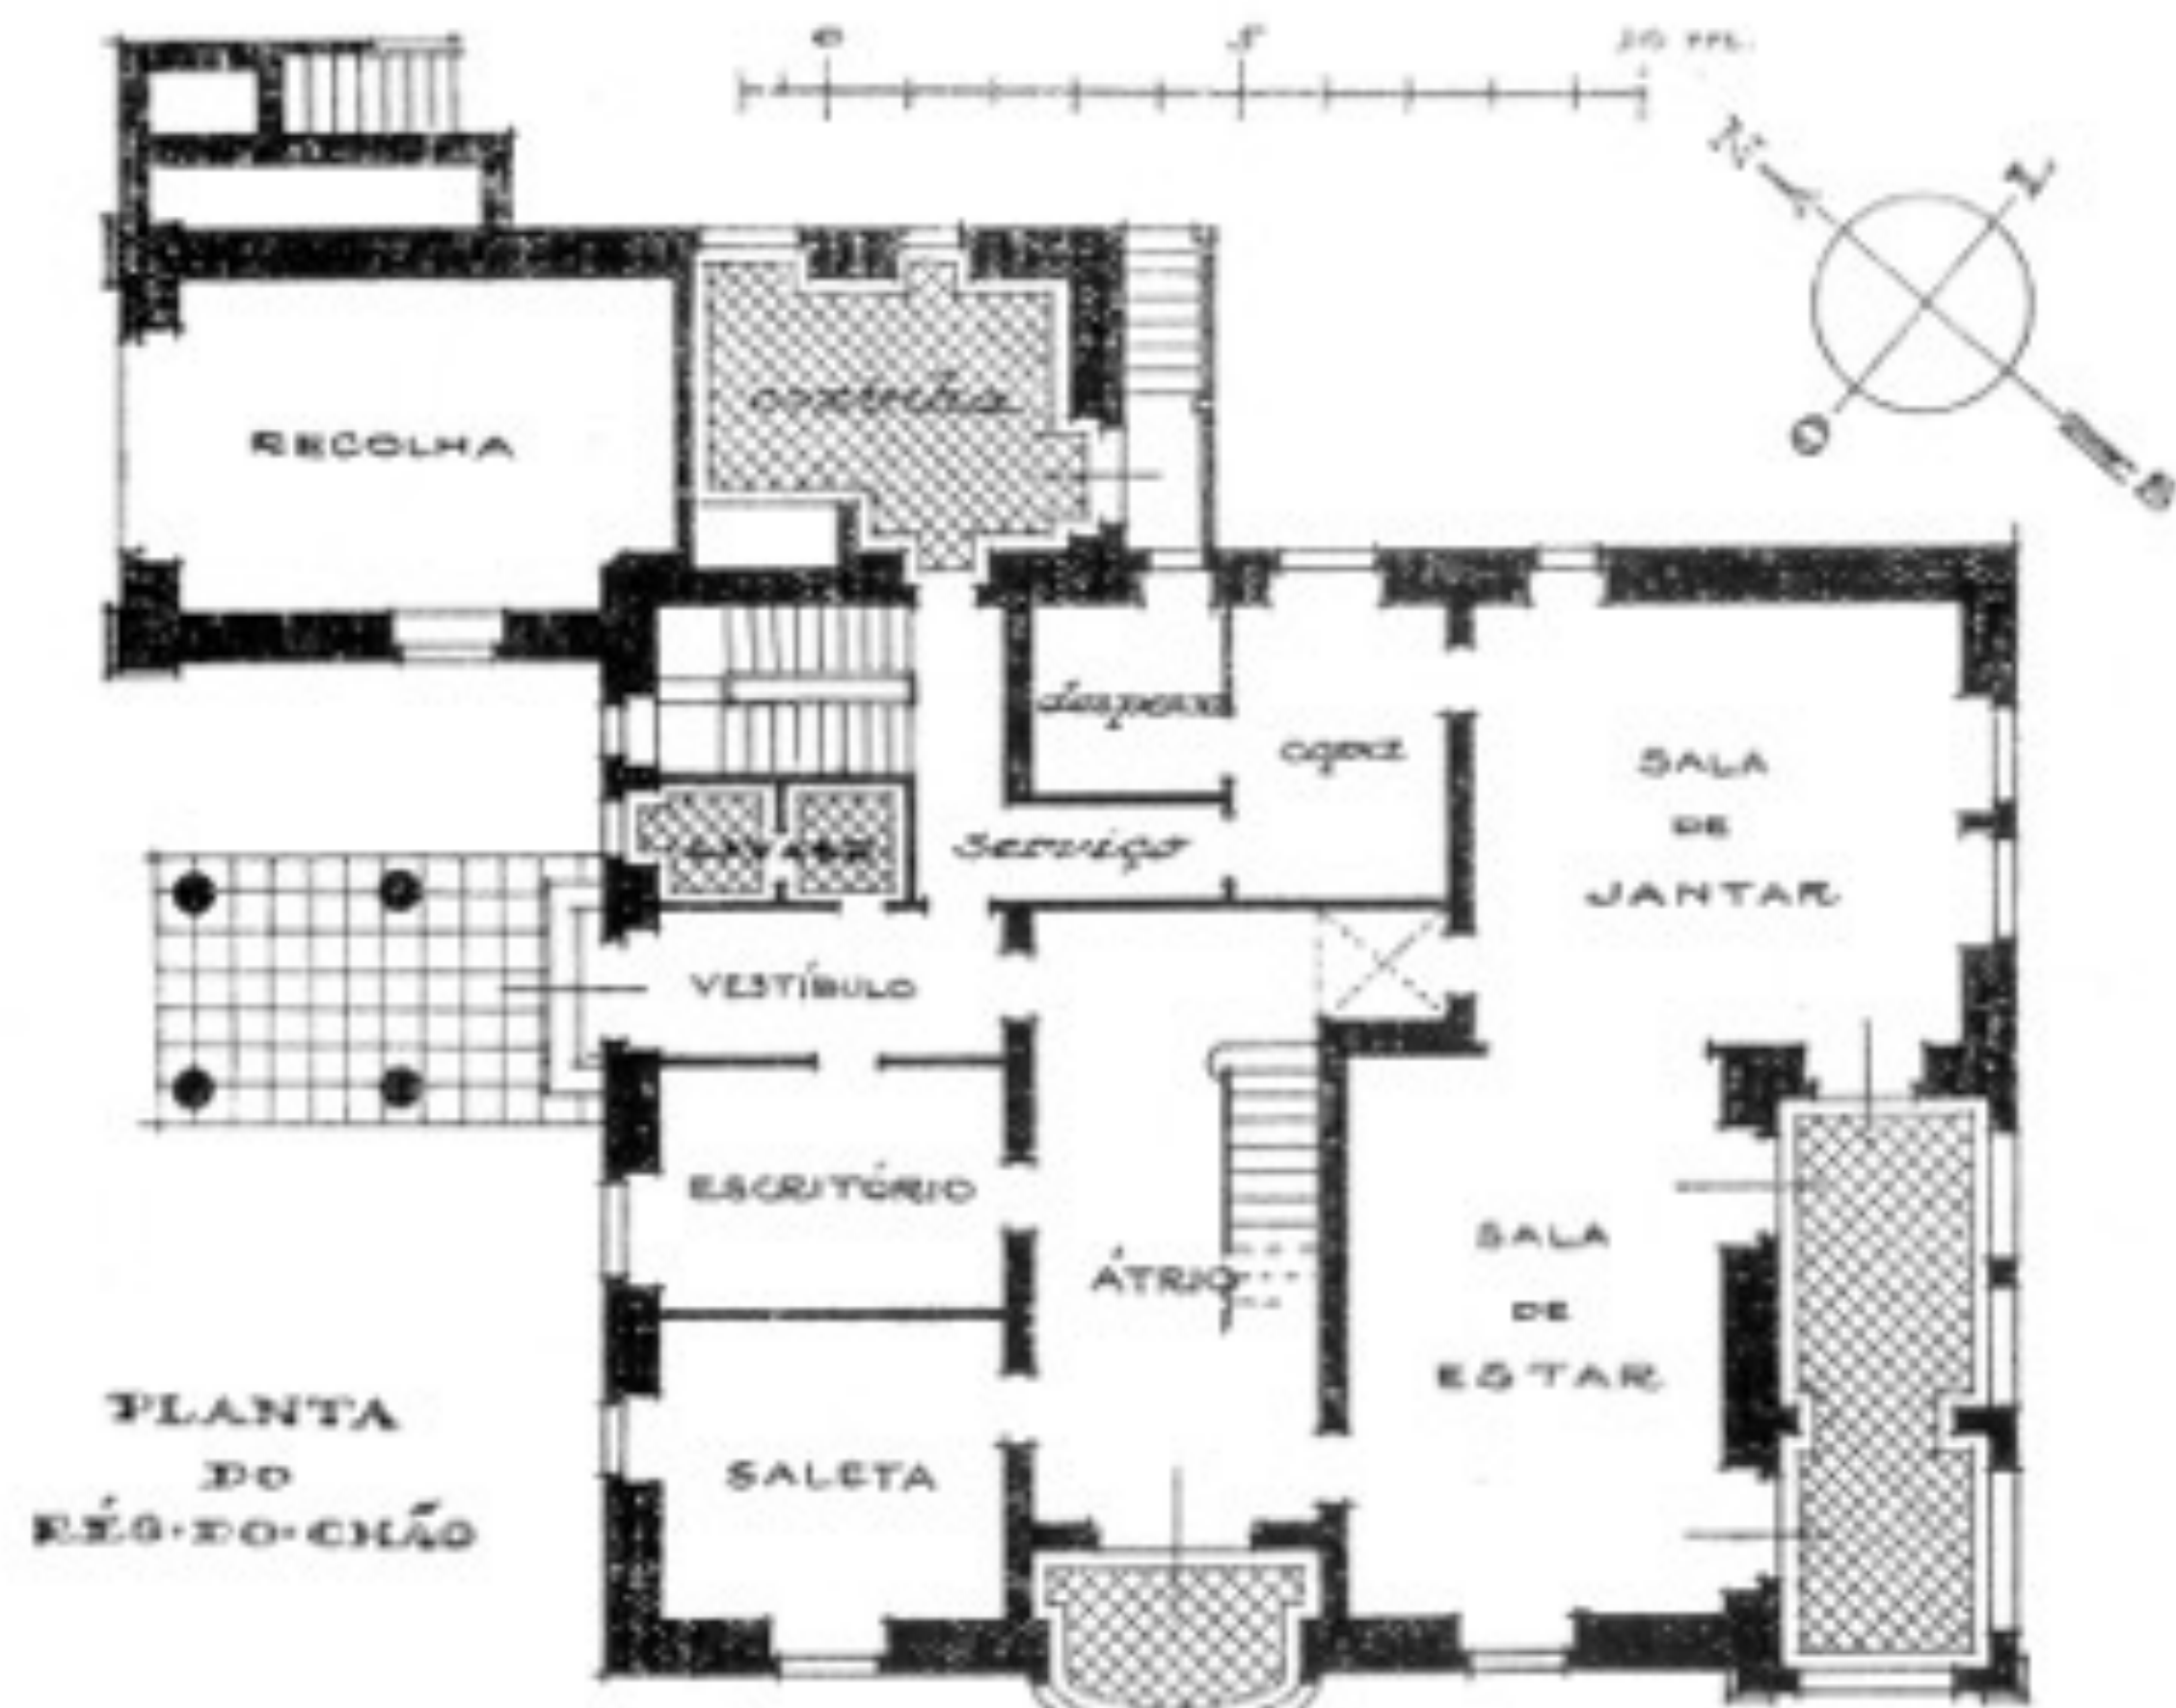 0 5 10 m.
N
L
O
S
RECOLHA
cozinha
despensa
copa
SALA
DE
JANTAR
serviço
VESTÍBULO
ESCRITÓRIO
ÁTRIO
SALA
DE
ESTAR
SALETA
PLANTA
DO
RÉS-DO-CHÃO